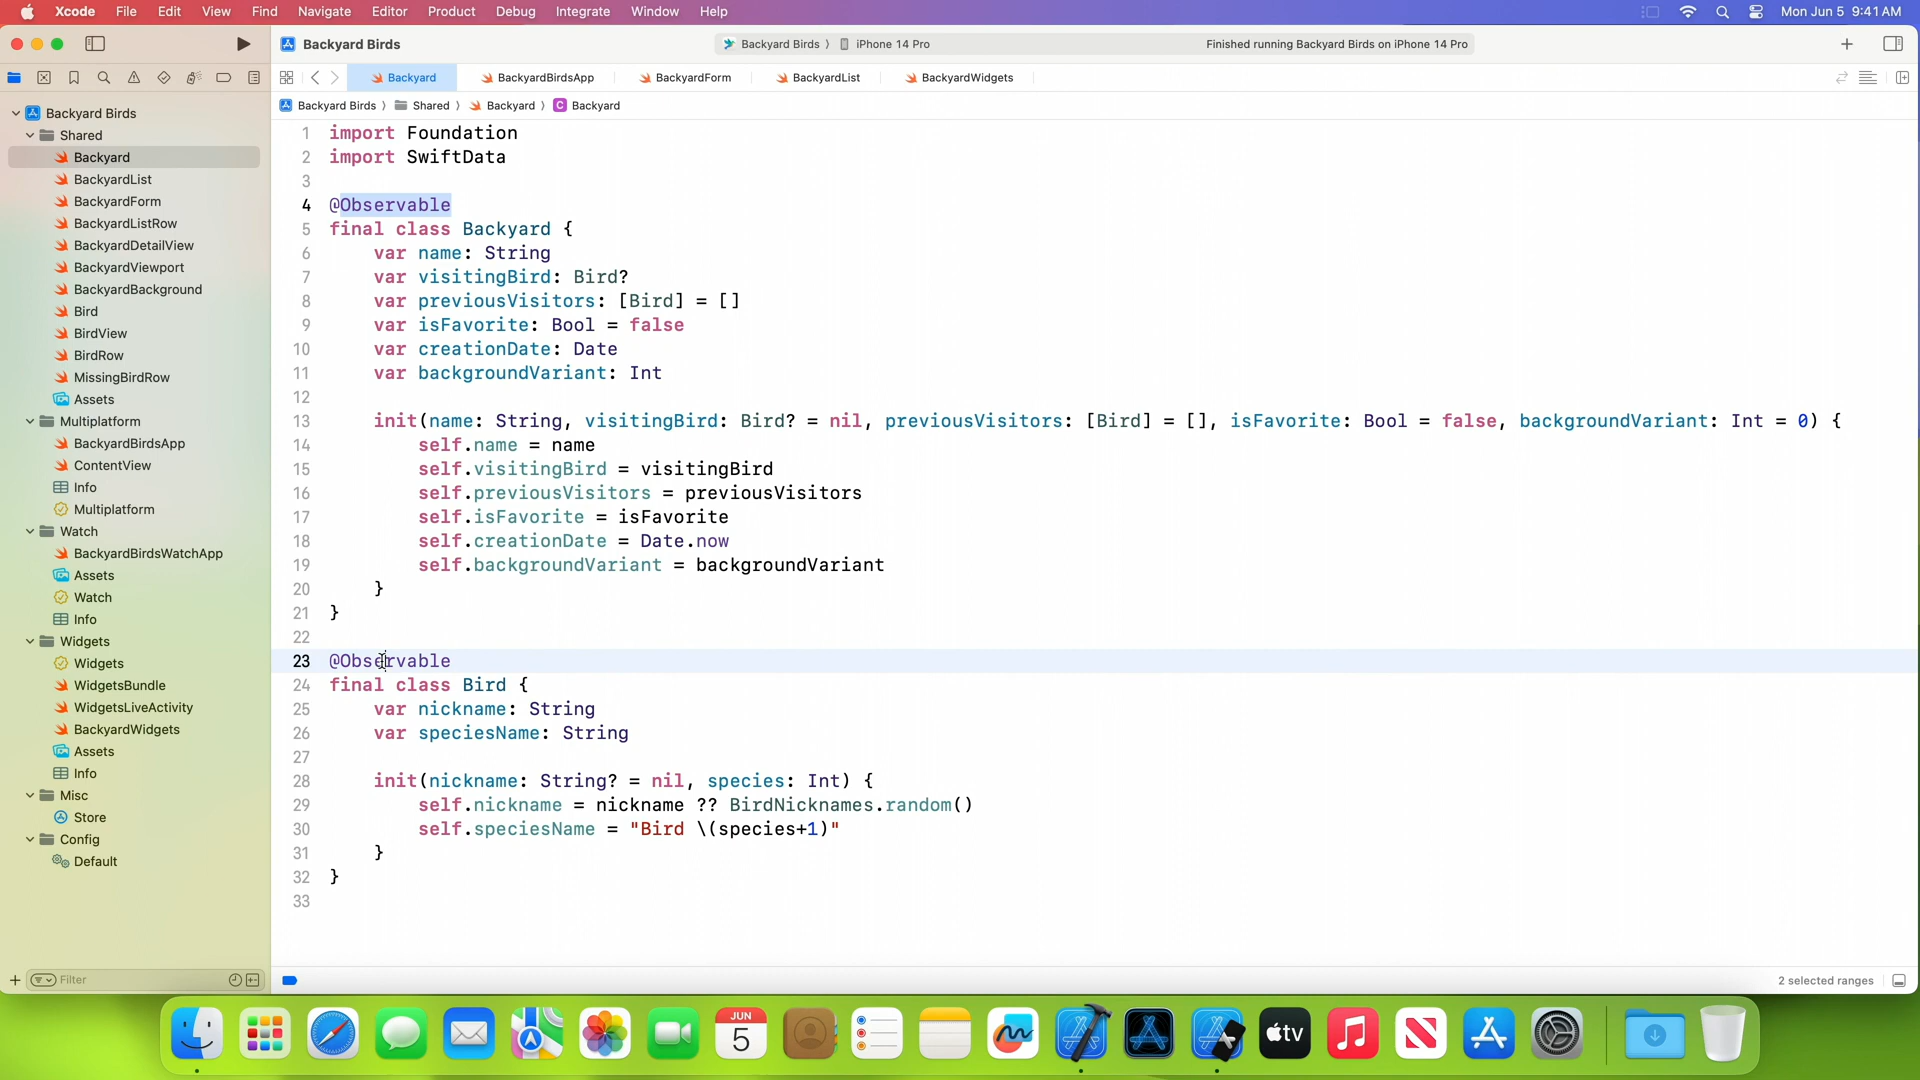 Xcode File Edit View Find Navigate Editor Product Debug Integrate Window Help
Mon Jun 5 9:41 AM
Backyard Birds
Backyard Birds ⟩ iPhone 14 Pro
Finished running Backyard Birds on iPhone 14 Pro
Backyard
BackyardBirdsApp
BackyardForm
BackyardList
BackyardWidgets
Backyard Birds ⟩ Shared ⟩ Backyard ⟩ C Backyard
Backyard Birds
Shared
Backyard
BackyardList
BackyardForm
BackyardListRow
BackyardDetailView
BackyardViewport
BackyardBackground
Bird
BirdView
BirdRow
MissingBirdRow
Assets
Multiplatform
BackyardBirdsApp
ContentView
Info
Multiplatform
Watch
BackyardBirdsWatchApp
Assets
Watch
Info
Widgets
Widgets
WidgetsBundle
WidgetsLiveActivity
BackyardWidgets
Assets
Info
Misc
Store
Config
Default
Filter
1 import Foundation
2 import SwiftData
3
4 @Observable
5 final class Backyard {
6 var name: String
7 var visitingBird: Bird?
8 var previousVisitors: [Bird] = []
9 var isFavorite: Bool = false
10 var creationDate: Date
11 var backgroundVariant: Int
12
13 init(name: String, visitingBird: Bird? = nil, previousVisitors: [Bird] = [], isFavorite: Bool = false, backgroundVariant: Int = 0) {
14 self.name = name
15 self.visitingBird = visitingBird
16 self.previousVisitors = previousVisitors
17 self.isFavorite = isFavorite
18 self.creationDate = Date.now
19 self.backgroundVariant = backgroundVariant
20 }
21 }
22
23 @Observable
24 final class Bird {
25 var nickname: String
26 var speciesName: String
27
28 init(nickname: String? = nil, species: Int) {
29 self.nickname = nickname ?? BirdNicknames.random()
30 self.speciesName = "Bird \(species+1)"
31 }
32 }
33
2 selected ranges
JUN
5
tv